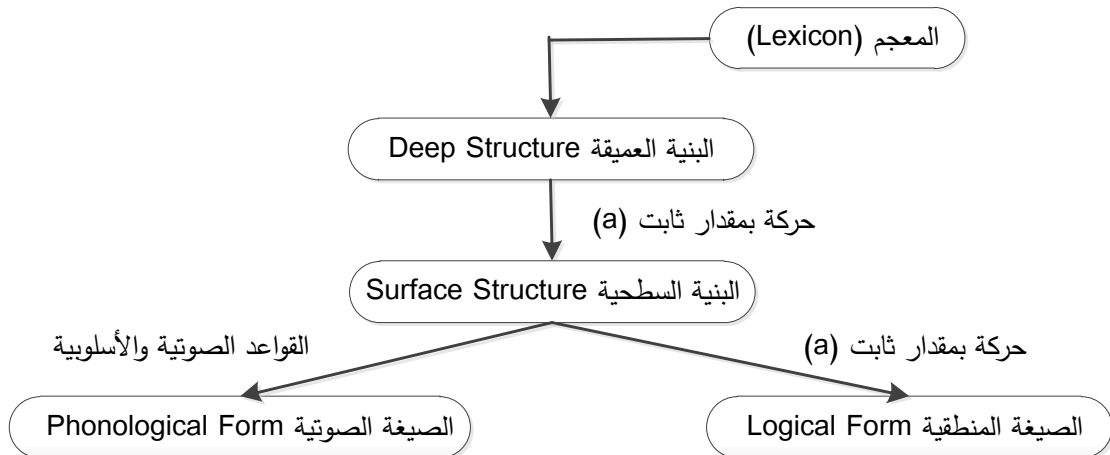 المعجم (Lexicon)
البنية العميقة Deep Structure
حركة بمقدار ثابت (a)
البنية السطحية Surface Structure
القواعد الصوتية والأسلوبية
حركة بمقدار ثابت (a)
الصيغة الصوتية Phonological Form
الصيغة المنطقية Logical Form